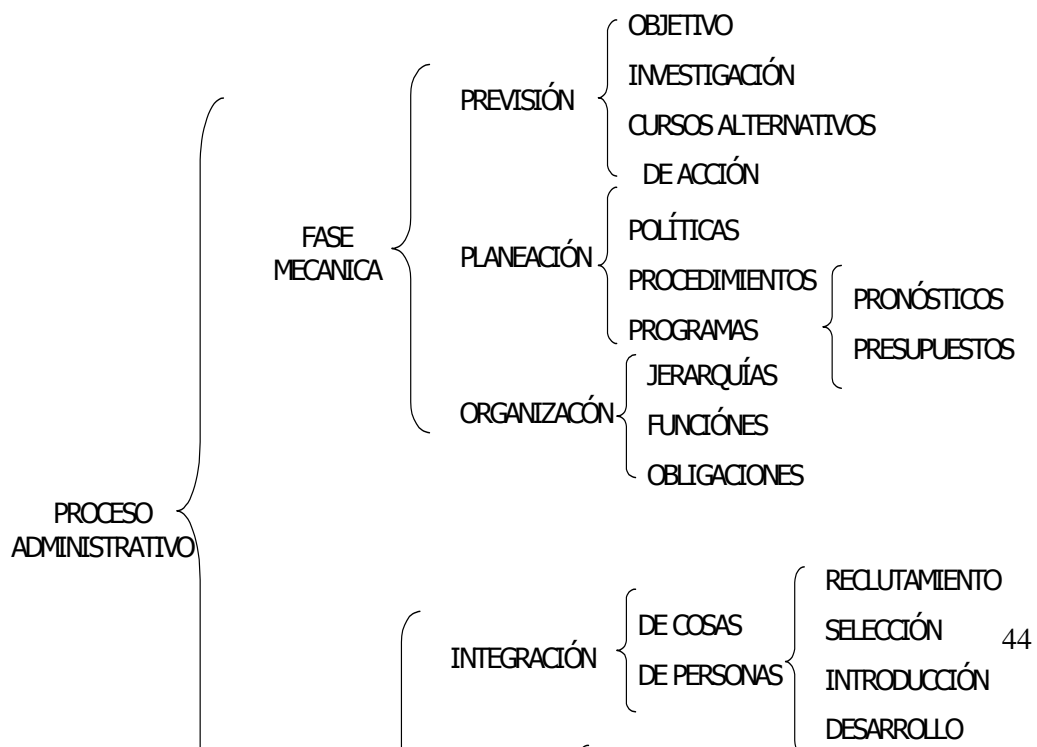 OBJETIVO
INVESTIGACIÓN
PREVISIÓN
CURSOS ALTERNATIVOS
DE ACCIÓN
FASE
MECANICA
POLÍTICAS
PLANEACIÓN
PROCEDIMIENTOS
PROGRAMAS
PRONÓSTICOS
PRESUPUESTOS
JERARQUÍAS
ORGANIZACÓN
FUNCIÓNES
OBLIGACIONES
PROCESO
ADMINISTRATIVO
INTEGRACIÓN
DE COSAS
DE PERSONAS
RECLUTAMIENTO
SELECCIÓN
INTRODUCCIÓN
DESARROLLO
44